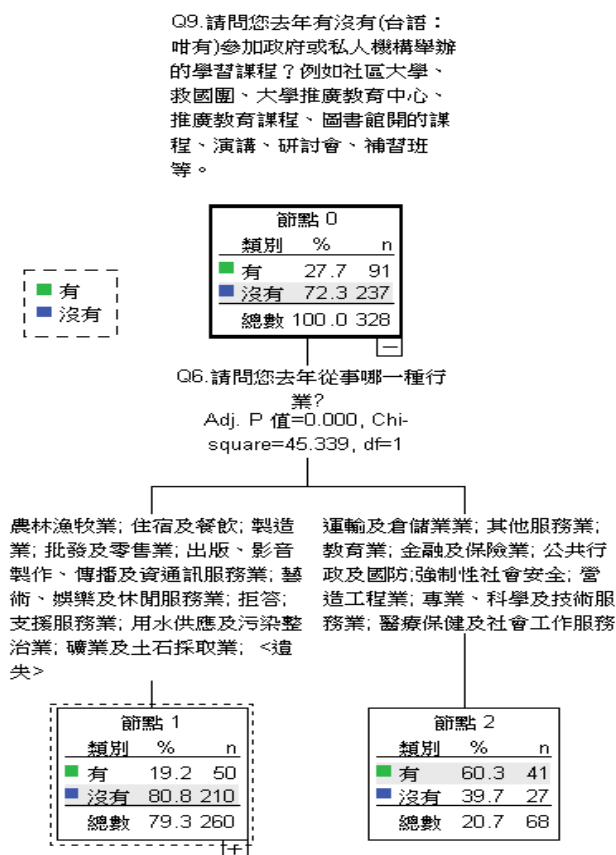 Q9.請問您去年有沒有(台語：
咁有)參加政府或私人機構舉辦
的學習課程？例如社區大學、
救國團、大學推廣教育中心、
推廣教育課程、圖書館開的課
程、演講、研討會、補習班
等。
節點 0
類別 % n
有 27.7 91
沒有 72.3 237
總數 100.0 328
有
沒有
Q6.請問您去年從事哪一種行
業?
Adj. P 值=0.000, Chi-
square=45.339, df=1
農林漁牧業; 住宿及餐飲; 製造
業; 批發及零售業; 出版、影音
製作、傳播及資通訊服務業; 藝
術、娛樂及休閒服務業; 拒答;
支援服務業; 用水供應及污染整
治業; 礦業及土石採取業; <遺
失>
運輸及倉儲業業; 其他服務業;
教育業; 金融及保險業; 公共行
政及國防;強制性社會安全; 營
造工程業; 專業、科學及技術服
務業; 醫療保健及社會工作服務
節點 1
類別 % n
有 19.2 50
沒有 80.8 210
總數 79.3 260
節點 2
類別 % n
有 60.3 41
沒有 39.7 27
總數 20.7 68